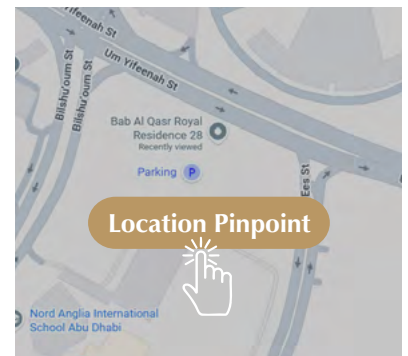 Yifeenah St
Um Yifeenah St
Bilshu'oum St
Bilshu'oum St
Bab Al Qasr Royal
Residence 28
Recently viewed
Parking P
Ees St
Location Pinpoint
Nord Anglia International
School Abu Dhabi